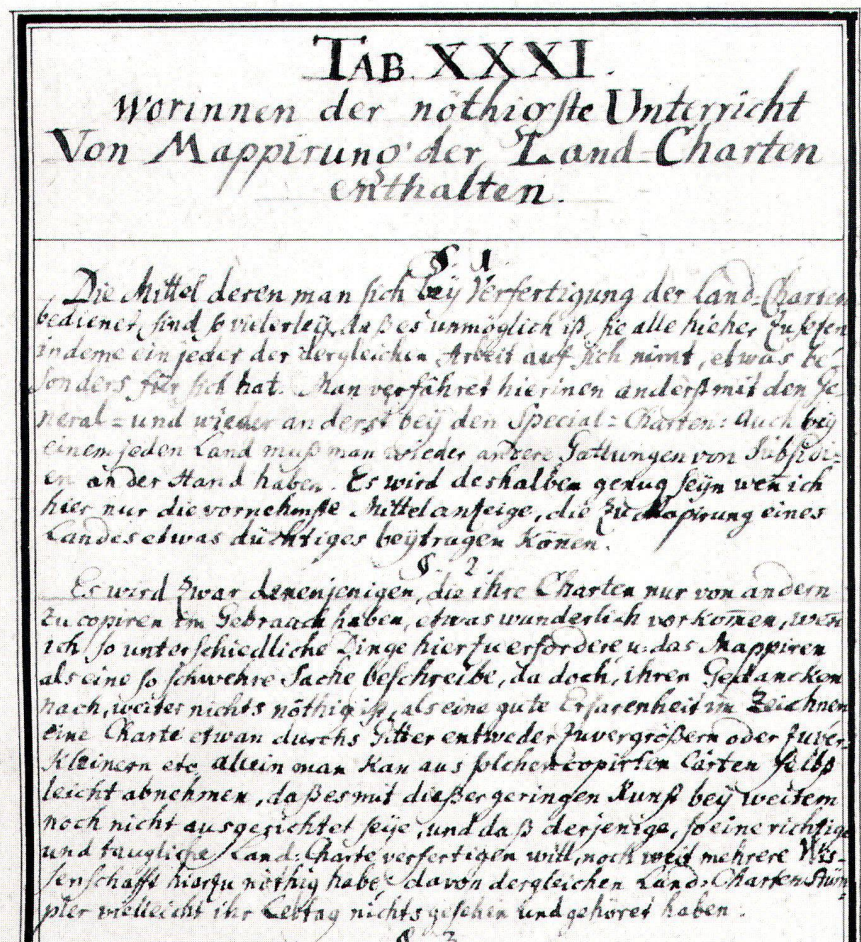 TAB. XXXI.
Worinnen der nöthigste Unterricht
Von Mappirung der Land-Charten
enthalten.
§. 1.
Die Mittel deren man sich bey Verfertigung der Land-Charten
bedienet, sind so vielerley, daß es unmöglich ist, sie alle hieher zu setzen
indeme ein jeder der dergleichen Arbeit auf sich nimt, etwas be-
sonders für sich hat. Man verfähret hierinen anderst mit den Ge-
neral- und wieder anderst bey den Special-Charten: Auch bey
einem jeden Land muß man wieder andere Gattungen von Subsidi-
en an der Hand haben. Es wird deshalben genug seyn wen̄ ich
hier nur die vornehmste Mittel anzeige, die zu Mapirung eines
Landes etwas düchtiges beytragen kön̄en.
§. 2.
Es wird zwar denenjenigen, die ihre Charten nur von andern
zu copiren im Gebrauch haben, etwas wunderlich vorkom̄en, wen̄
ich so unterschiedliche Dinge hierzu erfordere u. das Mappiren
als eine so schwehre Sache beschreibe, da doch, ihren Gedancken
nach, weiter nichts nöthig ist, als eine gute Erfarenheit im Zeichnen
eine Charte etwan durchs Gitter entweder zu vergrößern oder zu ver-
kleinern etc. allein man kan aus solchen copirten Carten selbst
leicht abnehmen, daß es mit dießer geringen Kunst bey weitem
noch nicht ausgerichtet seye, und daß derjenige, so eine richtige
und taugliche Land-Charte verfertigen will, noch weit mehrere Wis-
senschafft hierzu nöthig habe, davon dergleichen Land-Charten Stüm-
pler vielleicht ihr Lebtag nichts gesehen und gehöret haben.
§. 3.